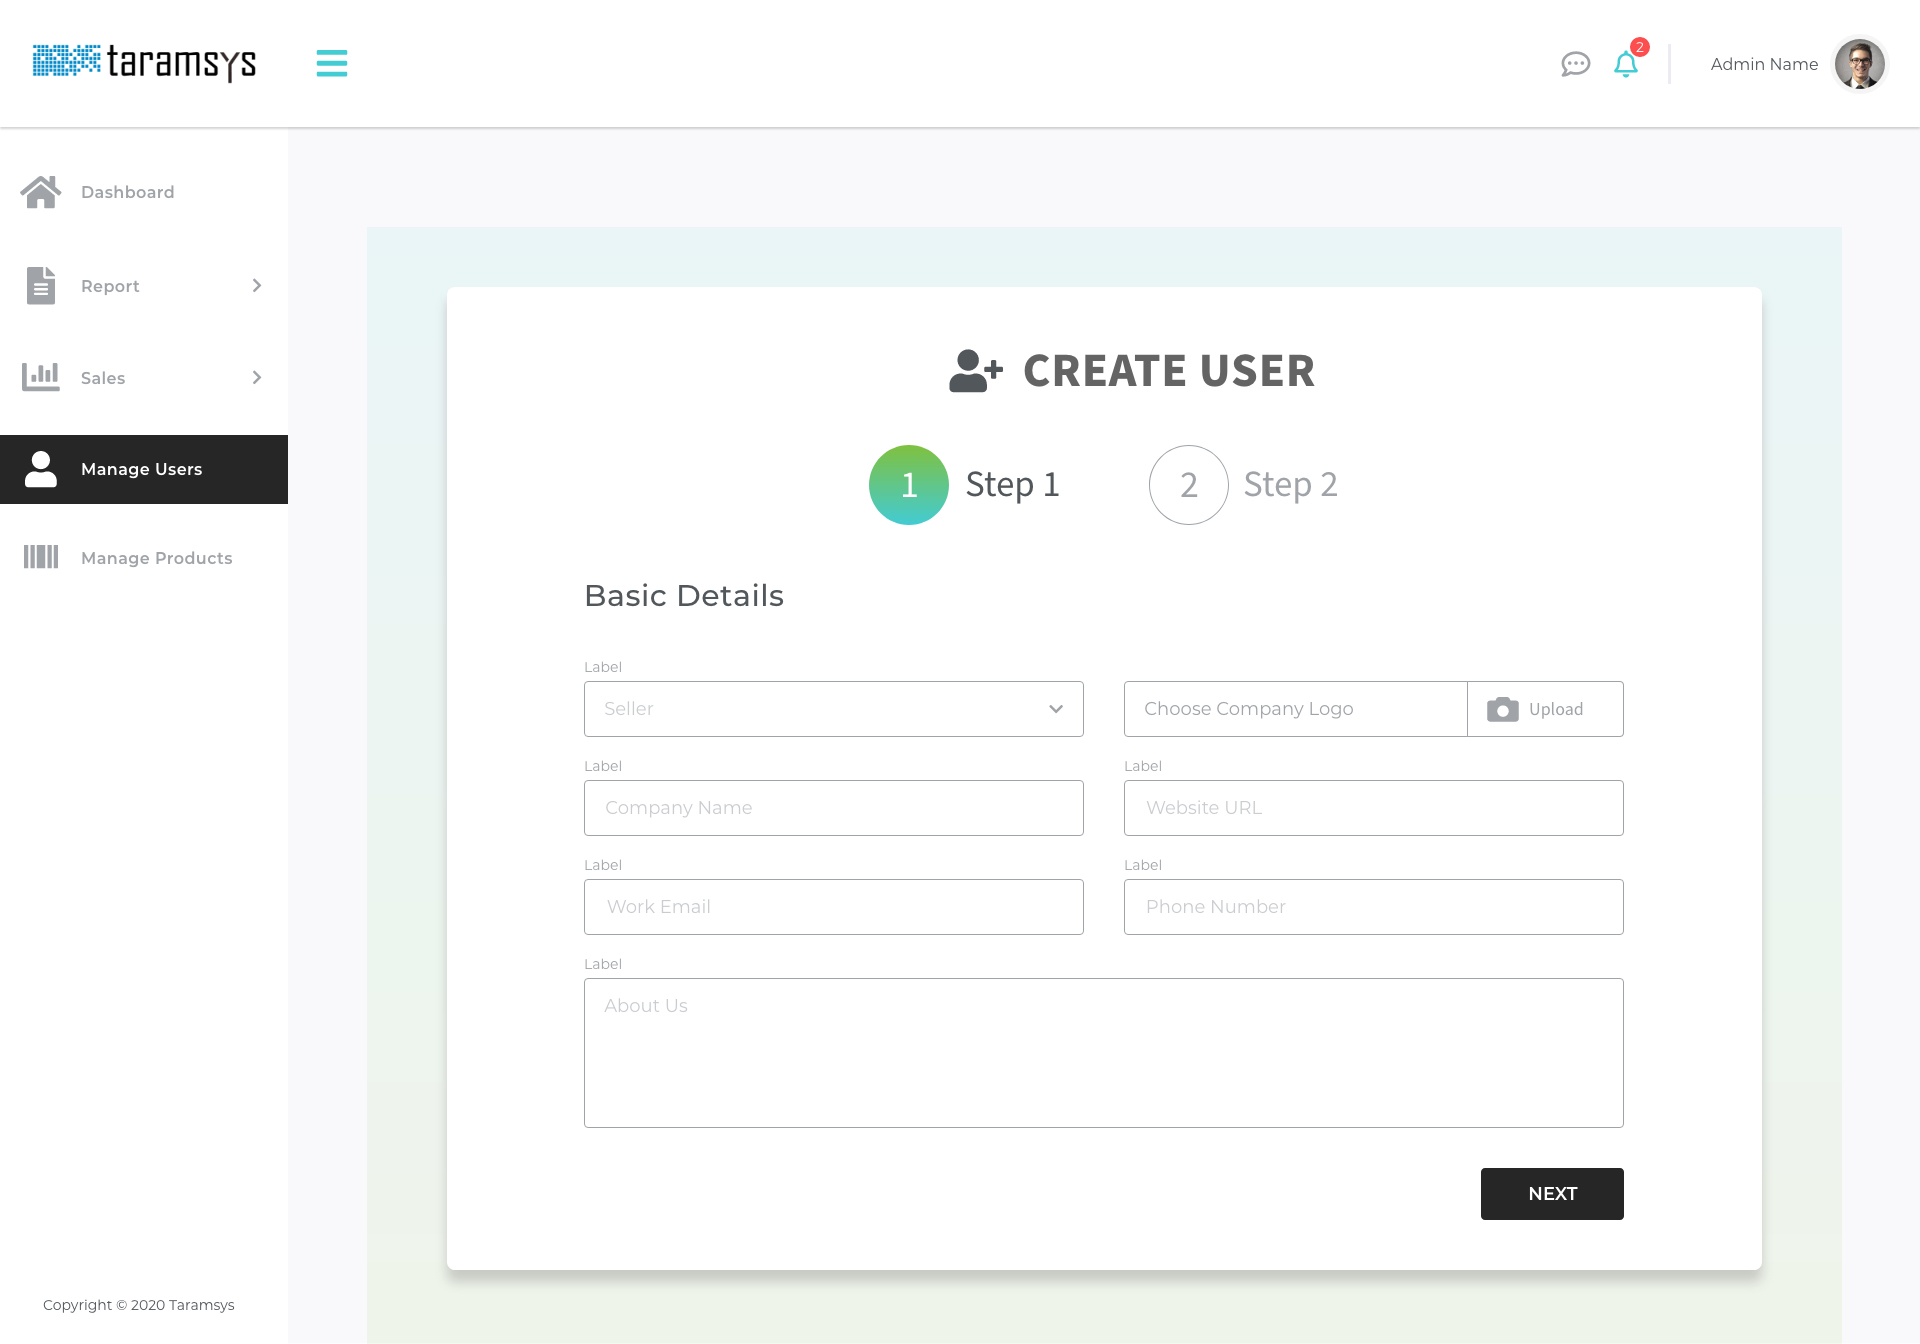 taramsys
2
Admin Name
Dashboard
Report
Sales
Manage Users
Manage Products
CREATE USER
1 Step 1 2 Step 2
Basic Details
Label
Seller Choose Company Logo Upload
Label Label
Company Name Website URL
Label Label
Work Email Phone Number
Label
About Us
NEXT
Copyright © 2020 Taramsys